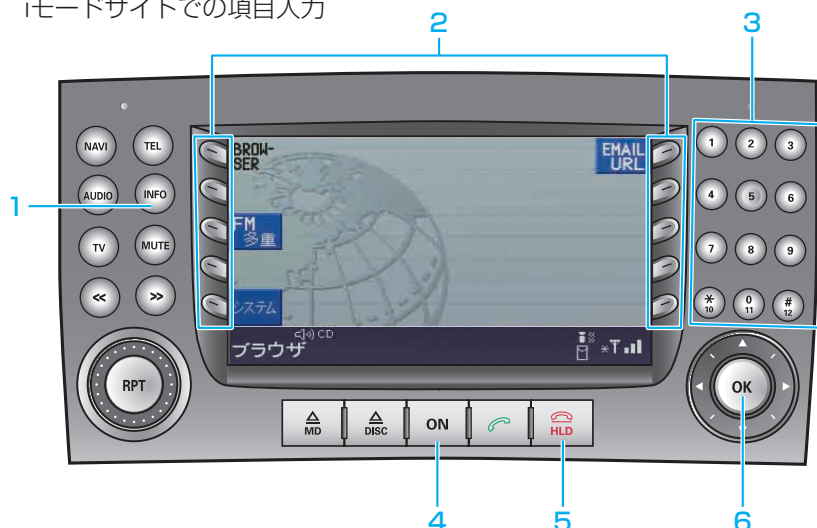 iモードサイトでの項目入力
2
3
1
NAVI TEL
AUDIO INFO
TV MUTE
≪ ≫
RPT
BROW-
SER
EMAIL
URL
FM
多重
システム
CD
ブラウザ
1 2 3
4 5 6
7 8 9
* 0 #
10 11 12
OK
MD
DISC
ON
HLD
4
5
6